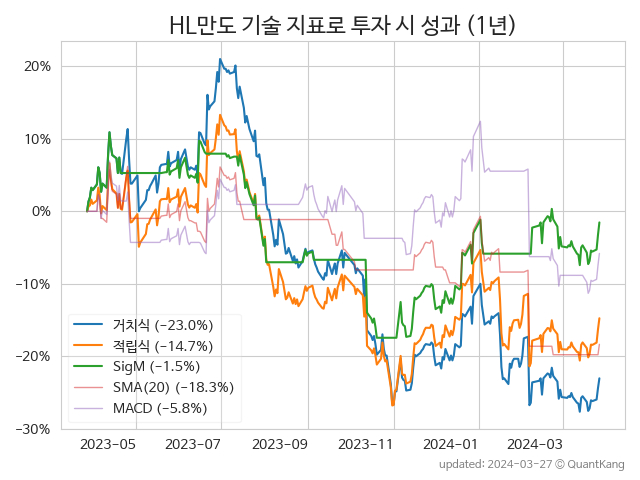 HL만도 기술 지표로 투자 시 성과 (1년)
20%
10%
0%
−10%
−20%
−30%
거치식 (−23.0%)
적립식 (−14.7%)
SigM (−1.5%)
SMA(20) (−18.3%)
MACD (−5.8%)
2023-05
2023-07
2023-09
2023-11
2024-01
2024-03
updated: 2024-03-27 © QuantKang